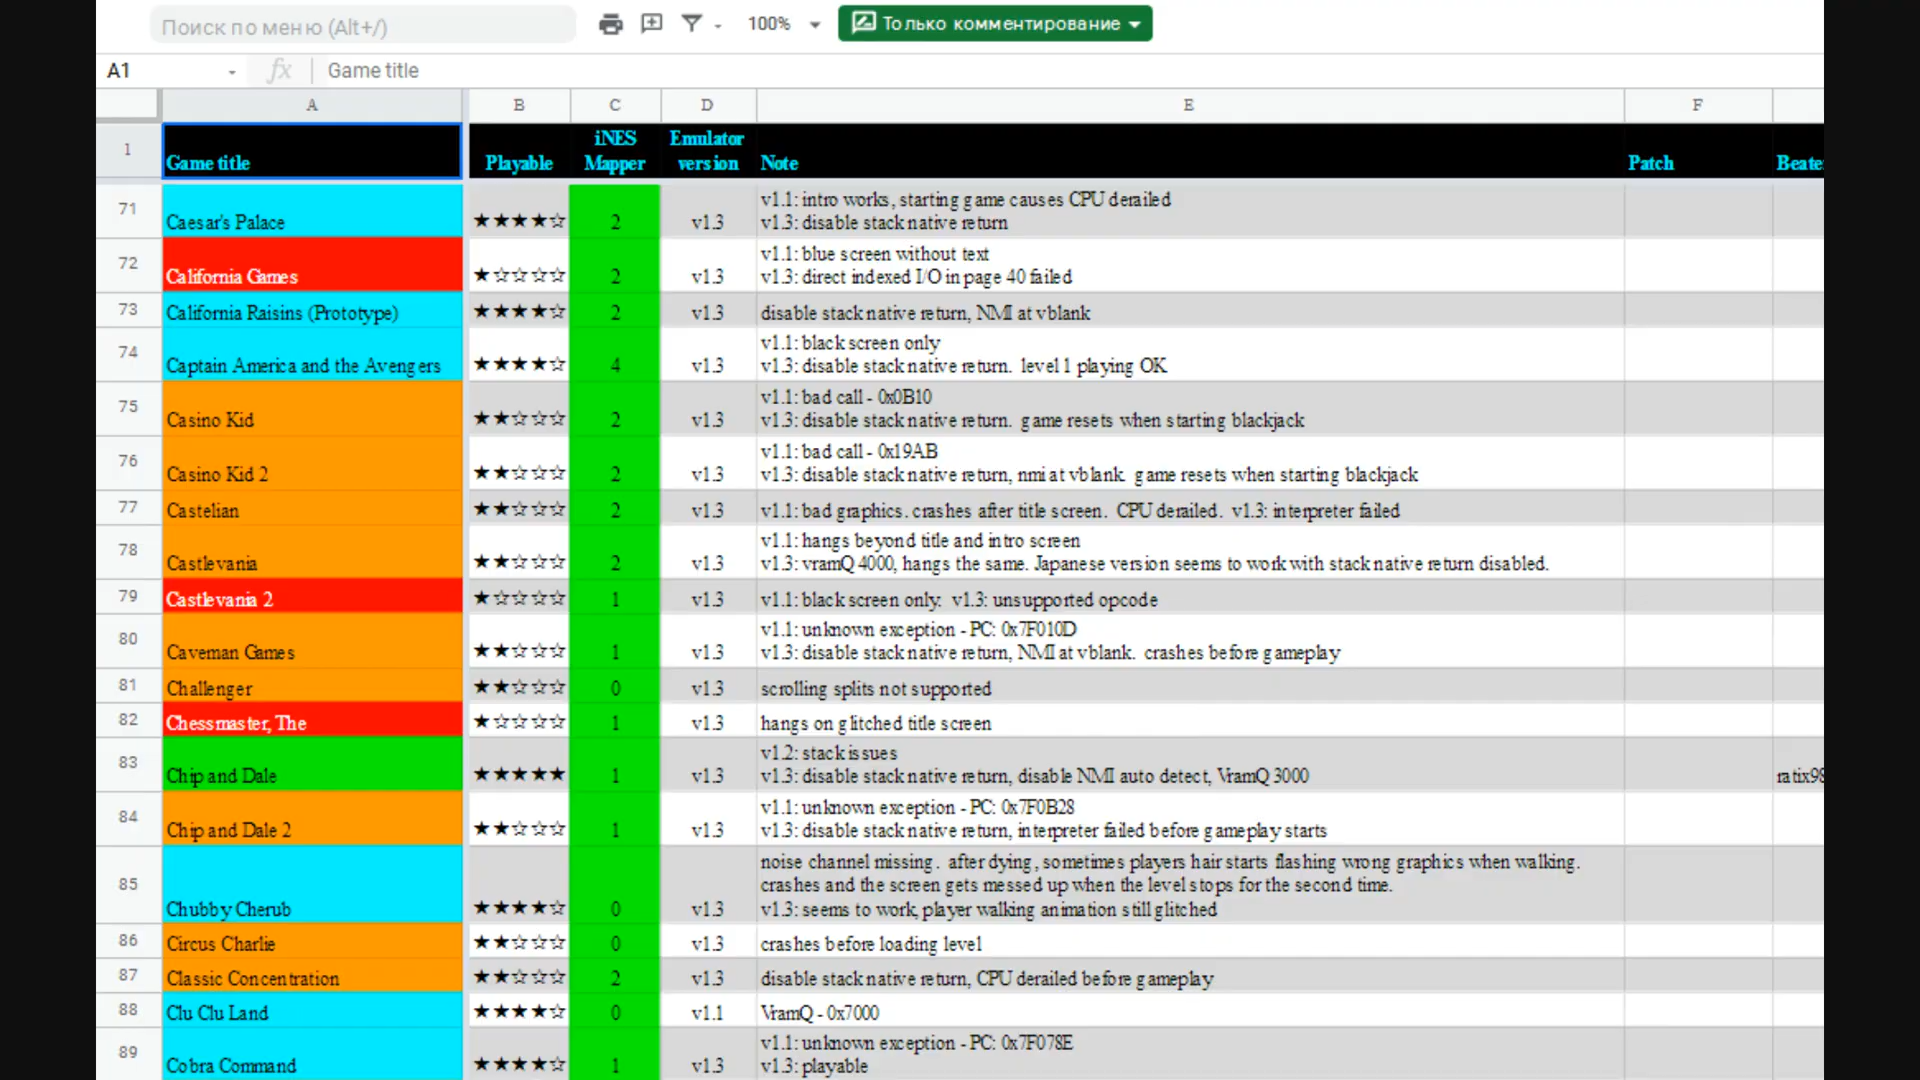 Поиск по меню (Alt+/)
100%
Только комментирование
A1
fx
Game title
A B C D E F
1 Game title Playable iNES Mapper Emulator version Note Patch Beate
71 Caesar's Palace ★★★★☆ 2 v1.3 v1.1: intro works, starting game causes CPU derailed
v1.3: disable stack native return
72 California Games ★☆☆☆☆ 2 v1.3 v1.1: blue screen without text
v1.3: direct indexed I/O in page 40 failed
73 California Raisins (Prototype) ★★★★☆ 2 v1.3 disable stack native return, NMI at vblank
74 Captain America and the Avengers ★★★★☆ 4 v1.3 v1.1: black screen only
v1.3: disable stack native return. level 1 playing OK
75 Casino Kid ★★☆☆☆ 2 v1.3 v1.1: bad call - 0x0B10
v1.3: disable stack native return. game resets when starting blackjack
76 Casino Kid 2 ★★☆☆☆ 2 v1.3 v1.1: bad call - 0x19AB
v1.3: disable stack native return, nmi at vblank. game resets when starting blackjack
77 Castelian ★★☆☆☆ 2 v1.3 v1.1: bad graphics. crashes after title screen. CPU derailed. v1.3: interpreter failed
78 Castlevania ★★☆☆☆ 2 v1.3 v1.1: hangs beyond title and intro screen
v1.3: vramQ 4000, hangs the same. Japanese version seems to work with stack native return disabled.
79 Castlevania 2 ★☆☆☆☆ 1 v1.3 v1.1: black screen only. v1.3: unsupported opcode
80 Caveman Games ★★☆☆☆ 1 v1.3 v1.1: unknown exception - PC: 0x7F010D
v1.3: disable stack native return, NMI at vblank. crashes before gameplay
81 Challenger ★★☆☆☆ 0 v1.3 scrolling splits not supported
82 Chessmaster, The ★☆☆☆☆ 1 v1.3 hangs on glitched title screen
83 Chip and Dale ★★★★★ 1 v1.3 v1.2: stack issues
v1.3: disable stack native return, disable NMI auto detect, VramQ 3000 ratix98
84 Chip and Dale 2 ★★☆☆☆ 1 v1.3 v1.1: unknown exception - PC: 0x7F0B28
v1.3: disable stack native return, interpreter failed before gameplay starts
85 Chubby Cherub ★★★★☆ 0 v1.3 noise channel missing. after dying, sometimes players hair starts flashing wrong graphics when walking.
crashes and the screen gets messed up when the level stops for the second time.
v1.3: seems to work, player walking animation still glitched
86 Circus Charlie ★★☆☆☆ 0 v1.3 crashes before loading level
87 Classic Concentration ★★☆☆☆ 2 v1.3 disable stack native return, CPU derailed before gameplay
88 Clu Clu Land ★★★★☆ 0 v1.1 VramQ - 0x7000
89 Cobra Command ★★★★☆ 1 v1.3 v1.1: unknown exception - PC: 0x7F078E
v1.3: playable